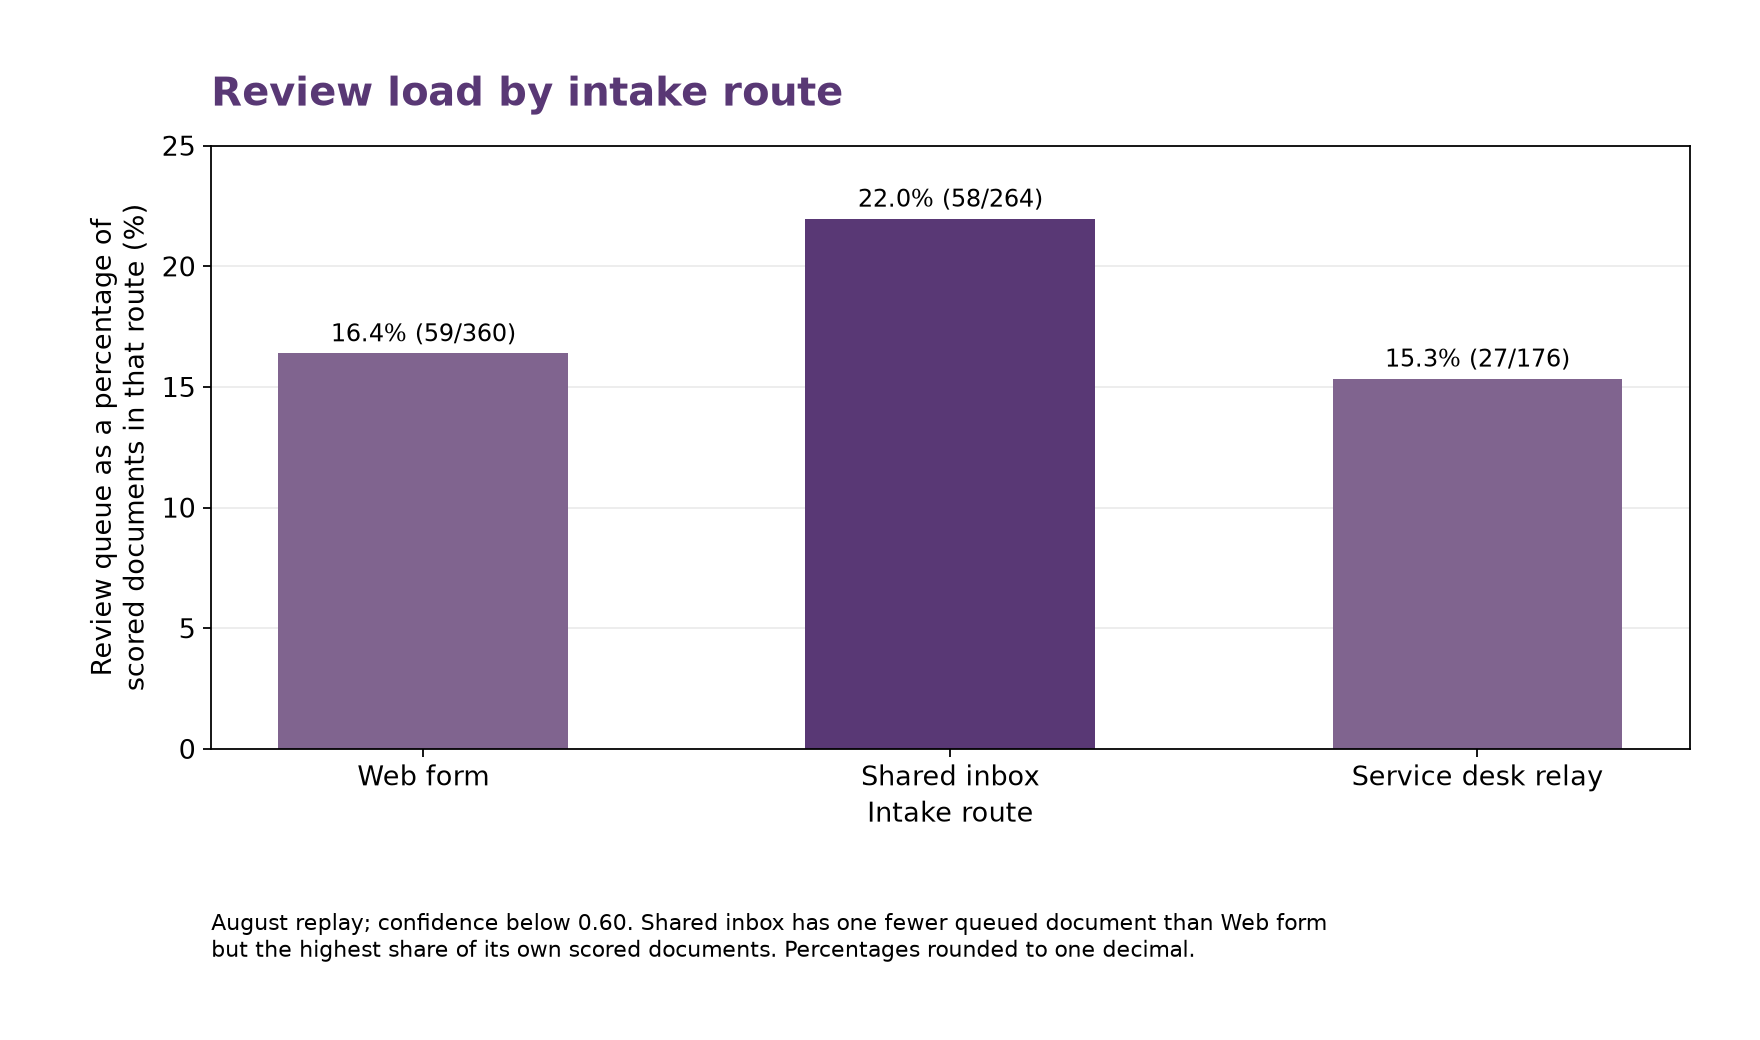 Review load by intake route
Review queue as a percentage of
scored documents in that route (%)
25
20
15
10
5
0
16.4% (59/360)
22.0% (58/264)
15.3% (27/176)
Web form
Shared inbox
Service desk relay
Intake route
August replay; confidence below 0.60. Shared inbox has one fewer queued document than Web form
but the highest share of its own scored documents. Percentages rounded to one decimal.